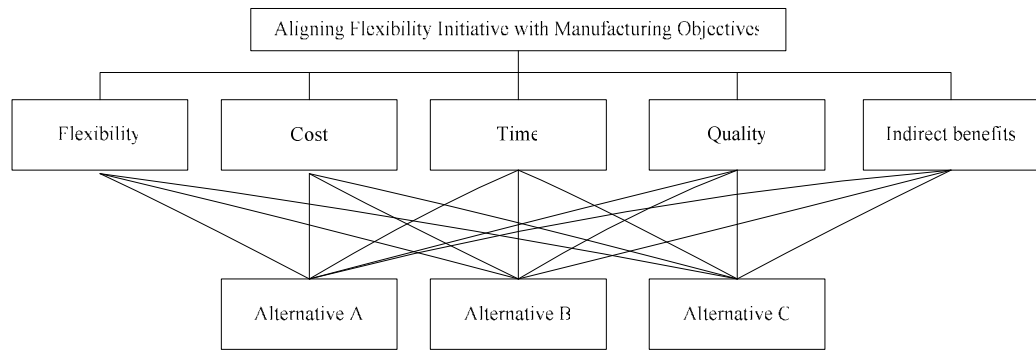 Aligning Flexibility Initiative with Manufacturing Objectives
Flexibility
Cost
Time
Quality
Indirect benefits
Alternative A
Alternative B
Alternative C